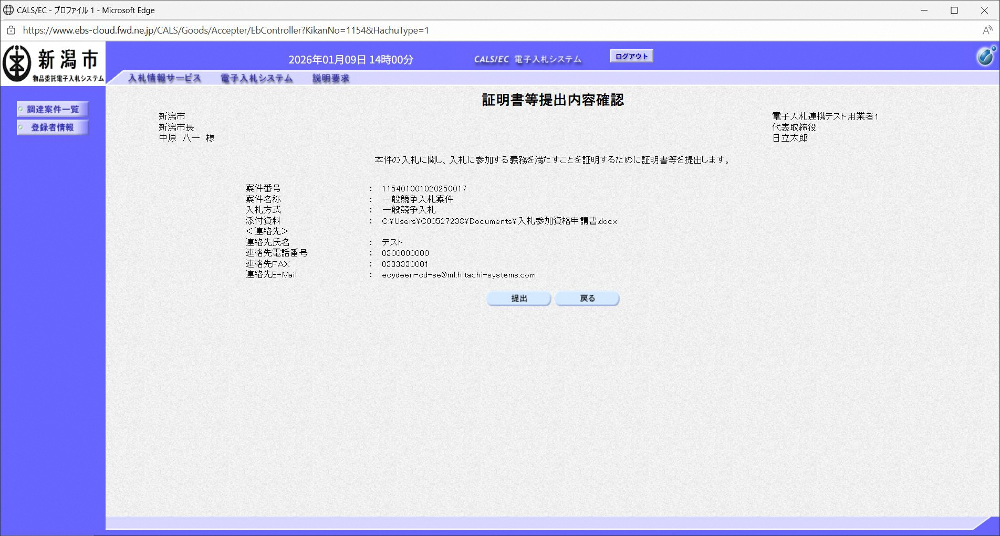 CALS/EC - プロファイル 1 - Microsoft Edge
https://www.ebs-cloud.fwd.ne.jp/CALS/Goods/Accepter/EbController?KikanNo=1154&HachuType=1
新潟市
物品委託電子入札システム
2026年01月09日 14時00分
CALS/EC 電子入札システム
ログアウト
入札情報サービス 電子入札システム 説明要求
調達案件一覧
登録者情報
証明書等提出内容確認
新潟市
新潟市長
中原 八一 様
電子入札連携テスト用業者1
代表取締役
日立太郎
本件の入札に関し、入札に参加する義務を満たすことを証明するために証明書等を提出します。
案件番号 : 115401001020250017
案件名称 : 一般競争入札案件
入札方式 : 一般競争入札
添付資料 : C:¥Users¥C00527238¥Documents¥入札参加資格申請書.docx
<連絡先>
連絡先氏名 : テスト
連絡先電話番号 : 0300000000
連絡先FAX : 0333330001
連絡先E-Mail : ecydeen-cd-se@ml.hitachi-systems.com
提出 戻る